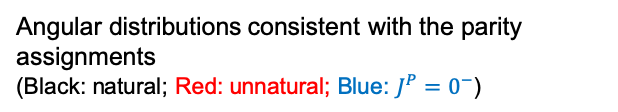 Angular distributions consistent with the parity
assignments
(Black: natural; Red: unnatural; Blue: J^P = 0^−)